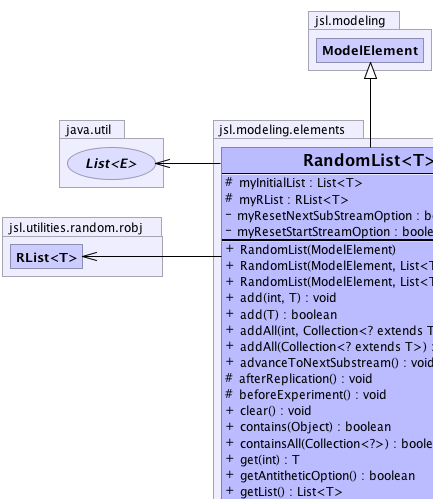 jsl.modeling
ModelElement
java.util
List<E>
jsl.modeling.elements
RandomList<T>
# myInitialList : List<T>
# myRList : RList<T>
- myResetNextSubStreamOption : bo
- myResetStartStreamOption : boole
jsl.utilities.random.robj
RList<T>
+ RandomList(ModelElement)
+ RandomList(ModelElement, List<T
+ RandomList(ModelElement, List<T
+ add(int, T) : void
+ add(T) : boolean
+ addAll(int, Collection<? extends T
+ addAll(Collection<? extends T>) :
+ advanceToNextSubstream() : void
# afterReplication() : void
# beforeExperiment() : void
+ clear() : void
+ contains(Object) : boolean
+ containsAll(Collection<?>) : boole
+ get(int) : T
+ getAntitheticOption() : boolean
+ getList() : List<T>